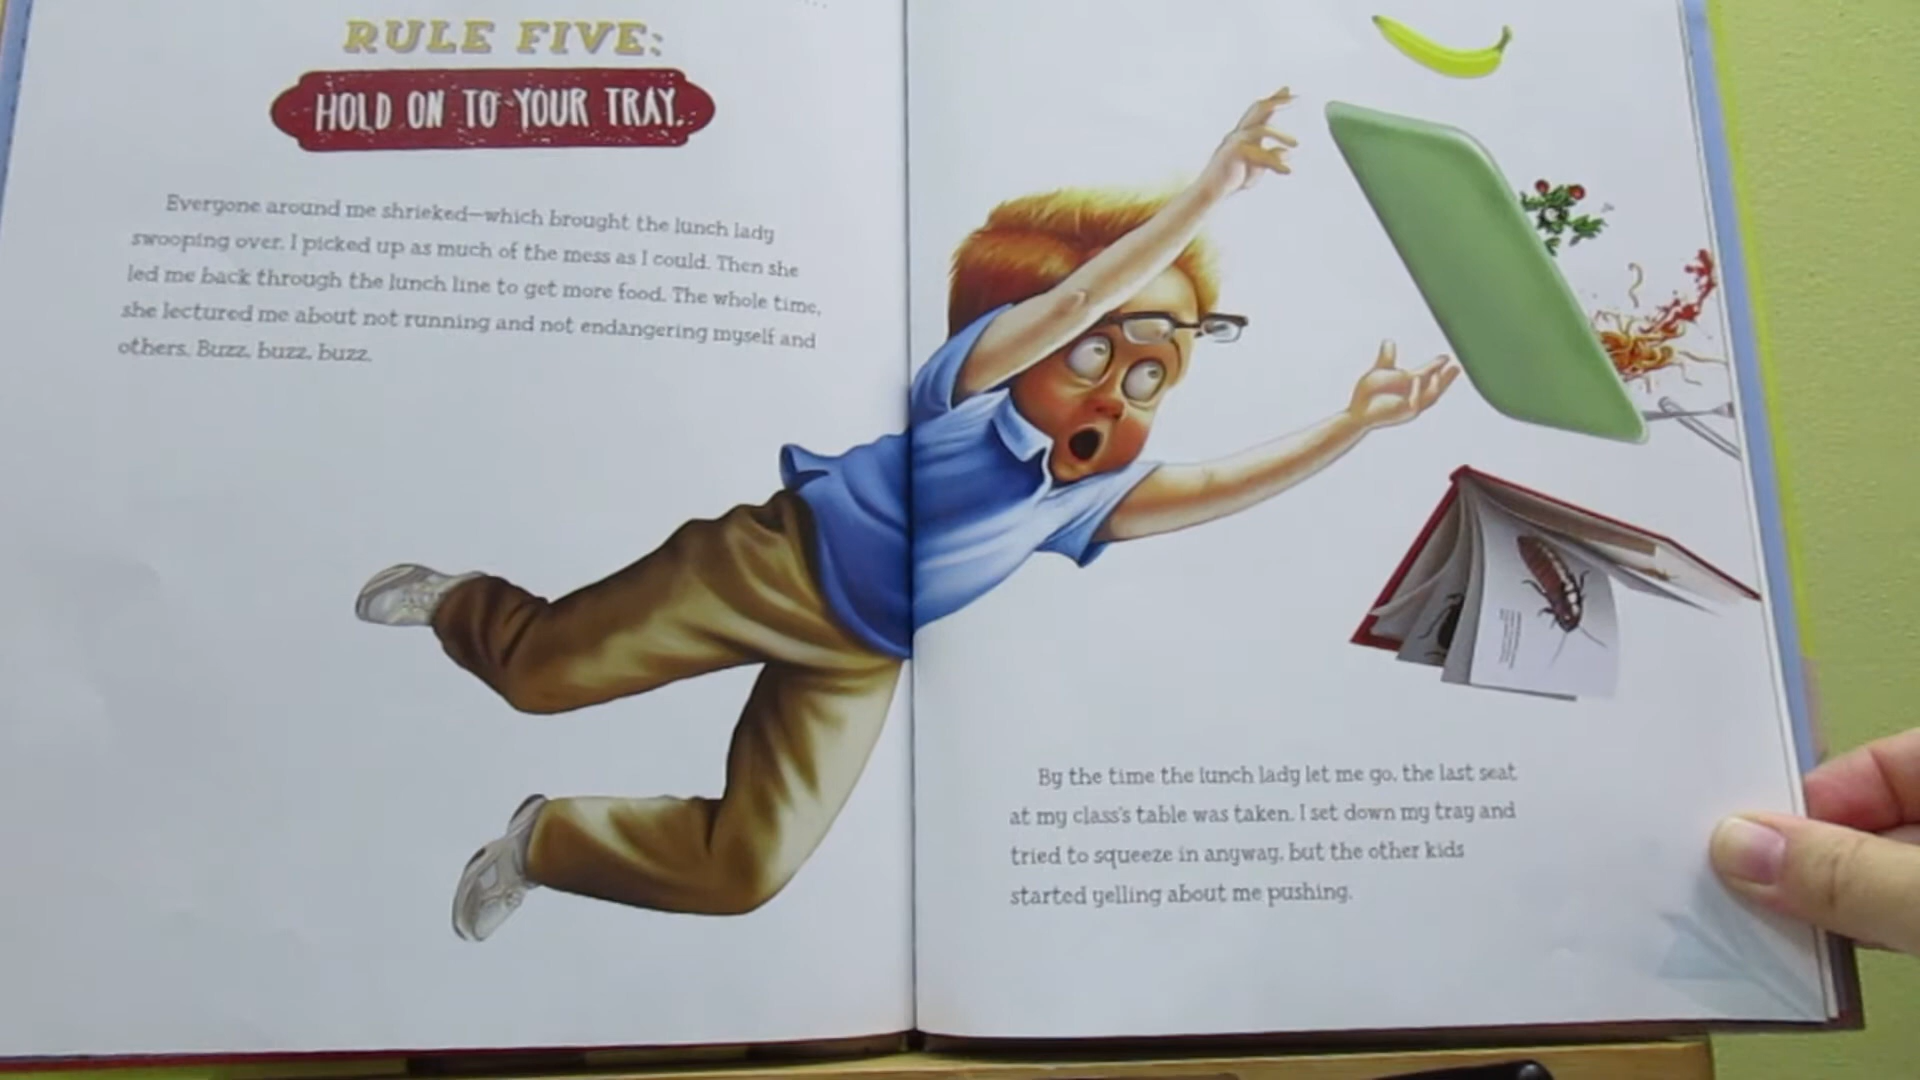 RULE FIVE:
HOLD ON TO YOUR TRAY.
Everyone around me shrieked—which brought the lunch lady
swooping over. I picked up as much of the mess as I could. Then she
led me back through the lunch line to get more food. The whole time,
she lectured me about not running and not endangering myself and
others. Buzz, buzz, buzz.
By the time the lunch lady let me go, the last seat
at my class's table was taken. I set down my tray and
tried to squeeze in anyway, but the other kids
started yelling about me pushing.